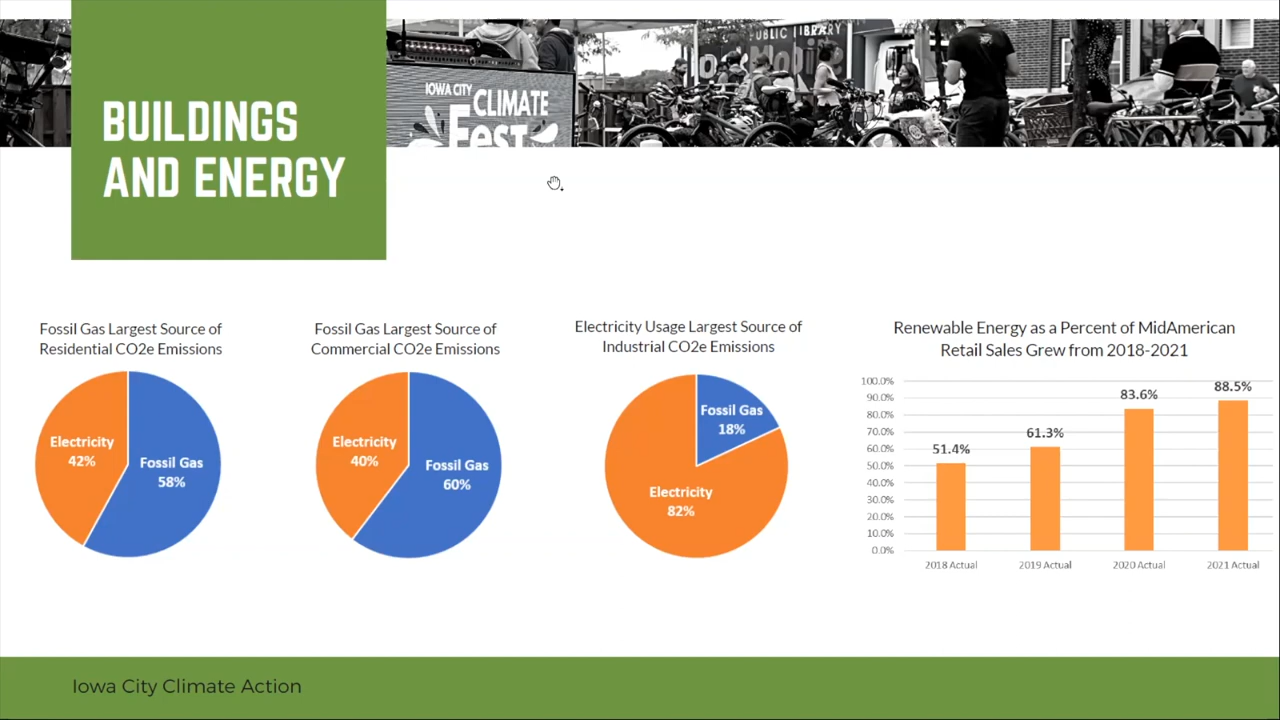 PUBLIC LIBRARY
IOWA CITY
CLIMATE
Fest
BUILDINGS
AND ENERGY
Fossil Gas Largest Source of
Residential CO2e Emissions
Electricity
42%
Fossil Gas
58%
Fossil Gas Largest Source of
Commercial CO2e Emissions
Electricity
40%
Fossil Gas
60%
Electricity Usage Largest Source of
Industrial CO2e Emissions
Fossil Gas
18%
Electricity
82%
Renewable Energy as a Percent of MidAmerican
Retail Sales Grew from 2018-2021
100.0%
90.0%
80.0%
70.0%
60.0%
50.0%
40.0%
30.0%
20.0%
10.0%
0.0%
51.4%
61.3%
83.6%
88.5%
2018 Actual
2019 Actual
2020 Actual
2021 Actual
Iowa City Climate Action